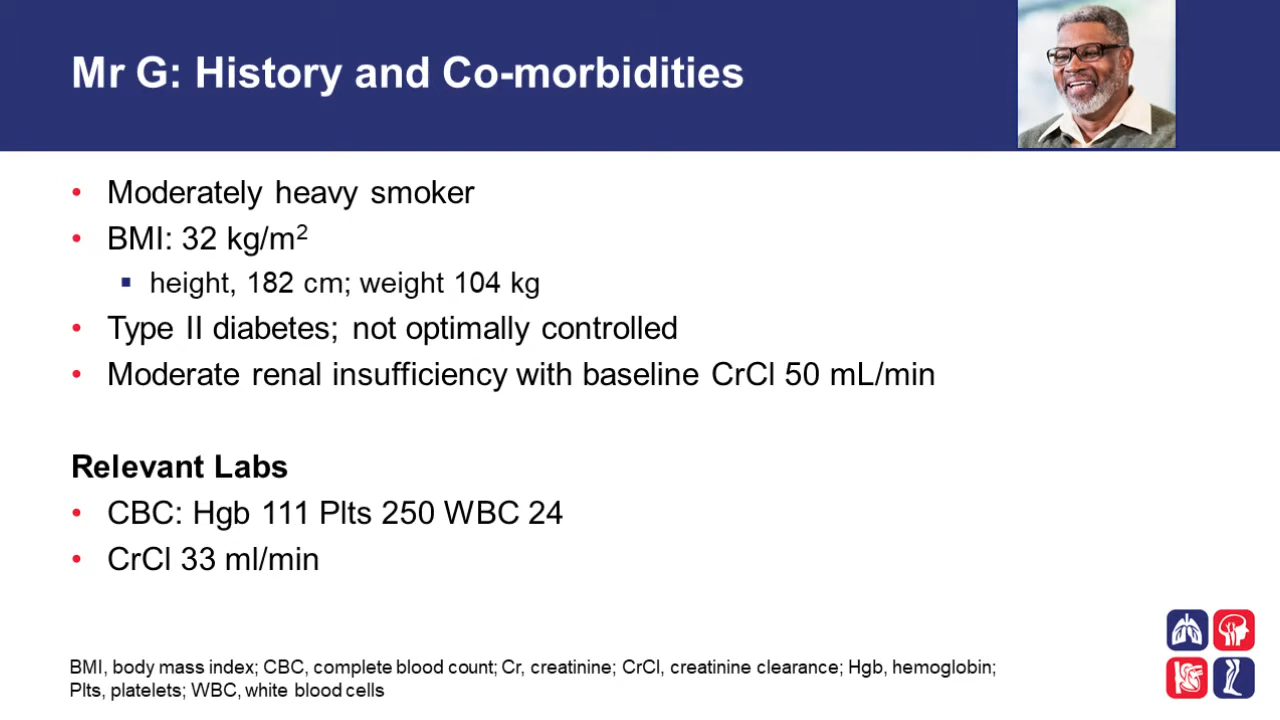 Mr G: History and Co-morbidities
• Moderately heavy smoker
• BMI: 32 kg/m²
▪ height, 182 cm; weight 104 kg
• Type II diabetes; not optimally controlled
• Moderate renal insufficiency with baseline CrCl 50 mL/min
Relevant Labs
• CBC: Hgb 111 Plts 250 WBC 24
• CrCl 33 ml/min
BMI, body mass index; CBC, complete blood count; Cr, creatinine; CrCl, creatinine clearance; Hgb, hemoglobin;
Plts, platelets; WBC, white blood cells